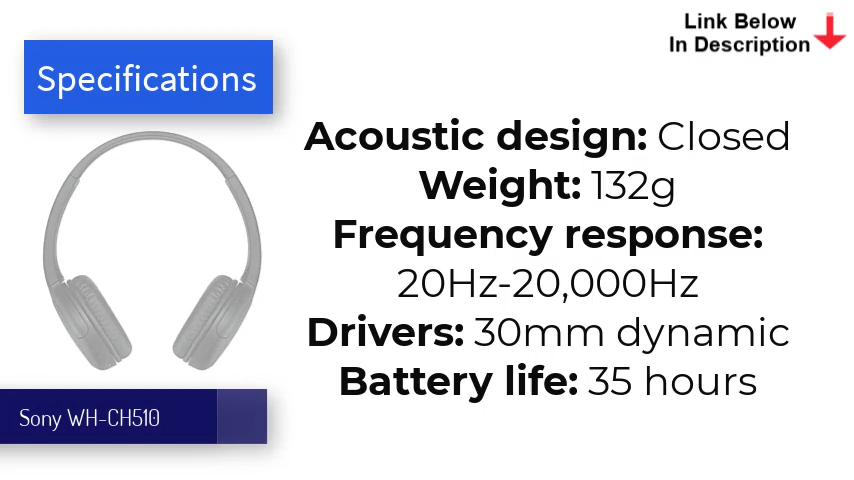 Link Below
In Description
Specifications
Acoustic design: Closed
Weight: 132g
Frequency response:
20Hz-20,000Hz
Drivers: 30mm dynamic
Battery life: 35 hours
Sony WH-CH510